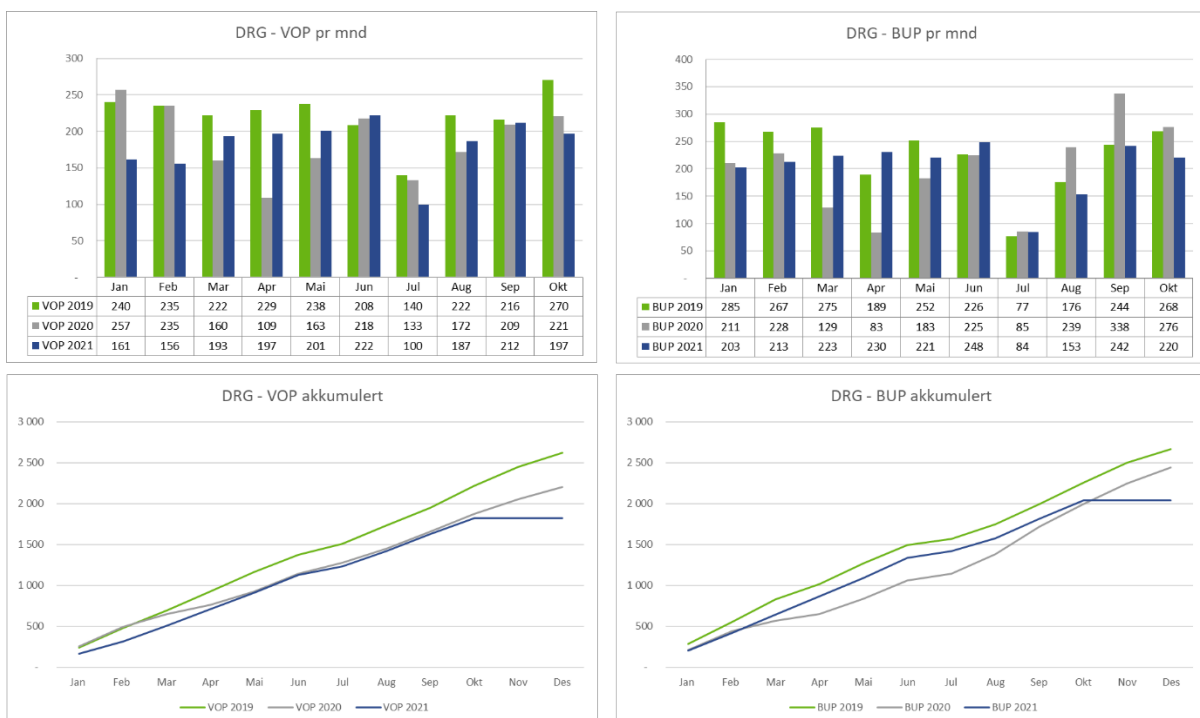 DRG - VOP pr mnd
300
250
200
150
100
50
-
Jan Feb Mar Apr Mai Jun Jul Aug Sep Okt
VOP 2019 240 235 222 229 238 208 140 222 216 270
VOP 2020 257 235 160 109 163 218 133 172 209 221
VOP 2021 161 156 193 197 201 222 100 187 212 197
DRG - BUP pr mnd
400
350
300
250
200
150
100
50
-
Jan Feb Mar Apr Mai Jun Jul Aug Sep Okt
BUP 2019 285 267 275 189 252 226 77 176 244 268
BUP 2020 211 228 129 83 183 225 85 239 338 276
BUP 2021 203 213 223 230 221 248 84 153 242 220
DRG - VOP akkumulert
3 000
2 500
2 000
1 500
1 000
500
-
Jan Feb Mar Apr Mai Jun Jul Aug Sep Okt Nov Des
VOP 2019 VOP 2020 VOP 2021
DRG - BUP akkumulert
3 000
2 500
2 000
1 500
1 000
500
-
Jan Feb Mar Apr Mai Jun Jul Aug Sep Okt Nov Des
BUP 2019 BUP 2020 BUP 2021